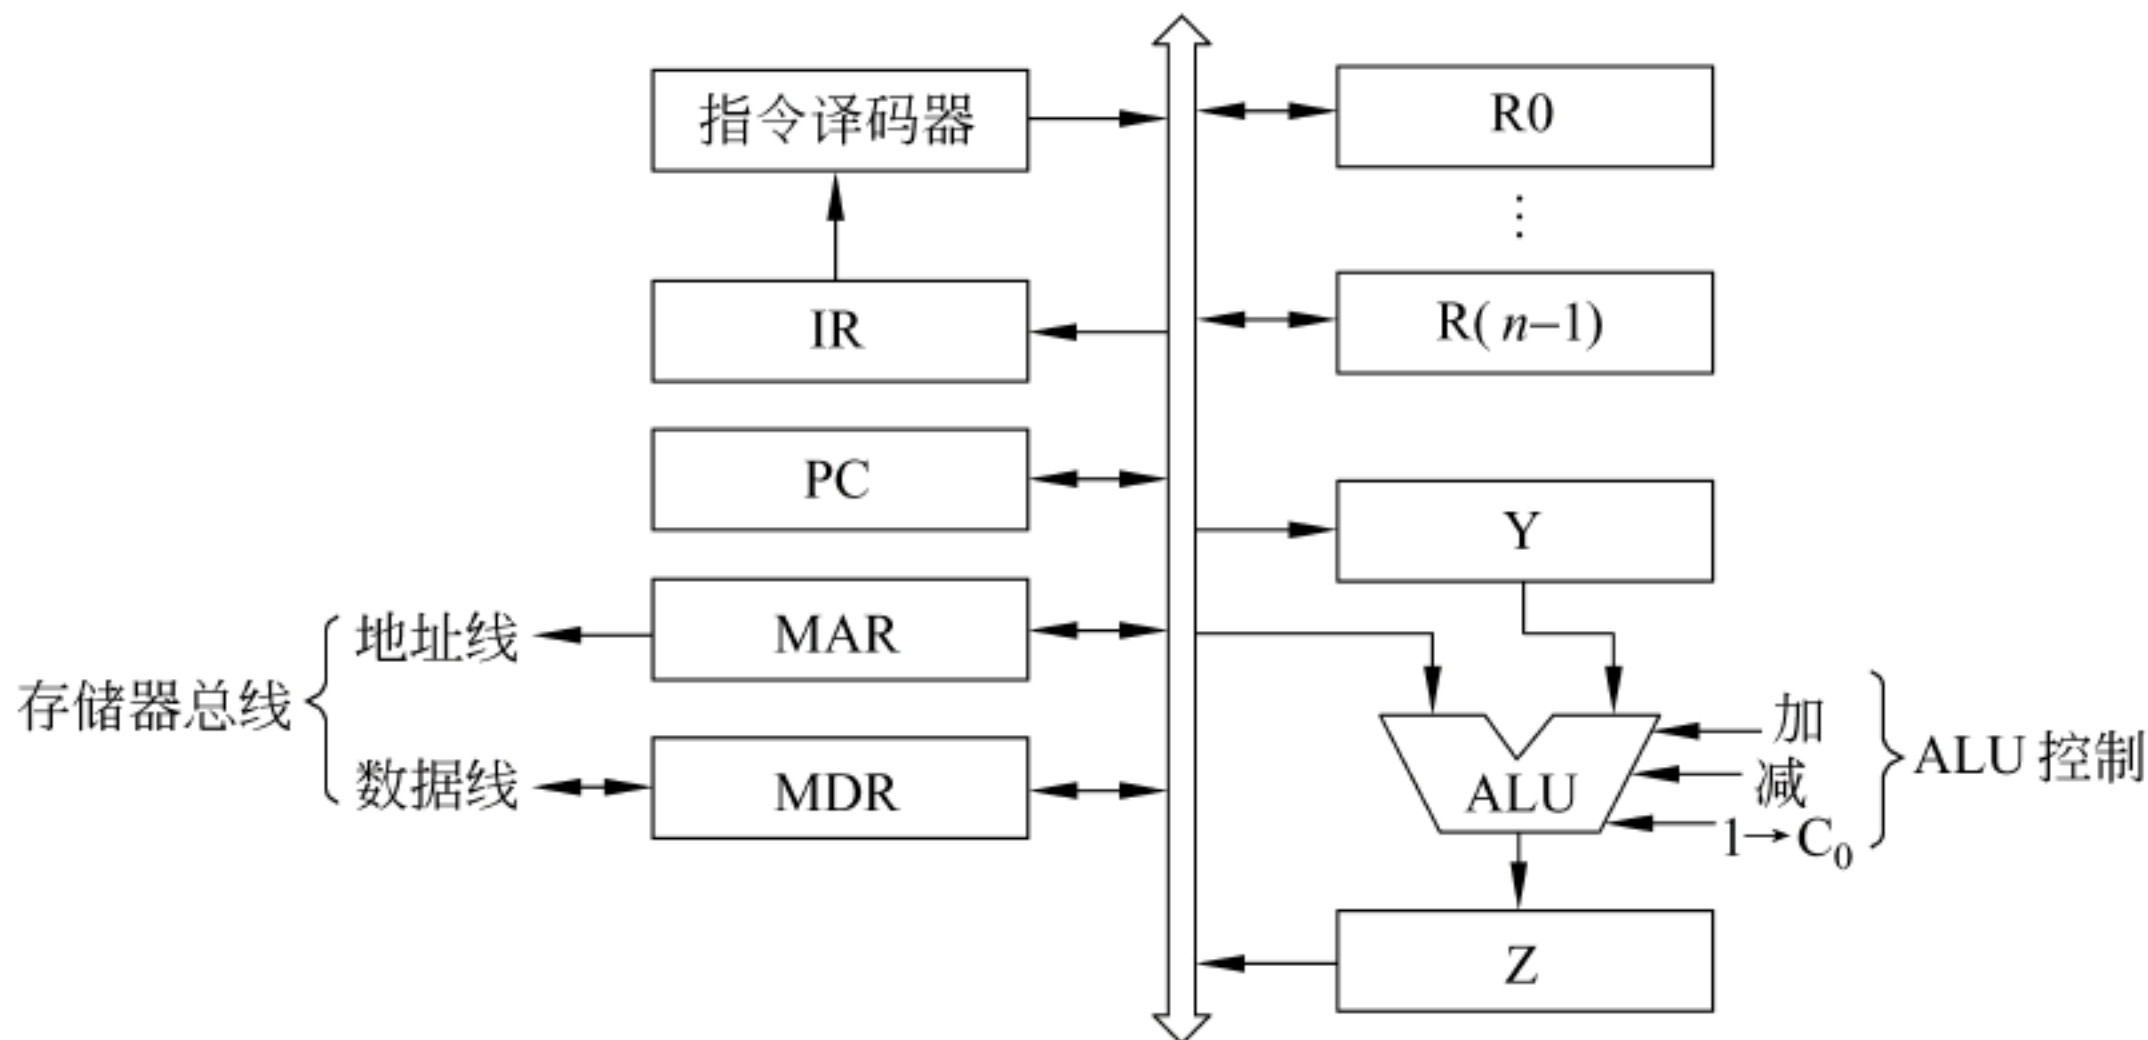 指令译码器
R0
⋮
IR
R(n–1)
PC
Y
地址线
MAR
存储器总线
加
减
ALU 控制
数据线
MDR
ALU
1→C₀
Z